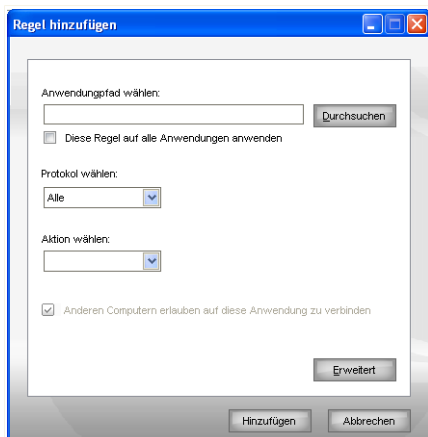 Regel hinzufügen
Anwendungpfad wählen:
Durchsuchen
Diese Regel auf alle Anwendungen anwenden
Protokol wählen:
Alle
Aktion wählen:
Anderen Computern erlauben auf diese Anwendung zu verbinden
Erweitert
Hinzufügen Abbrechen